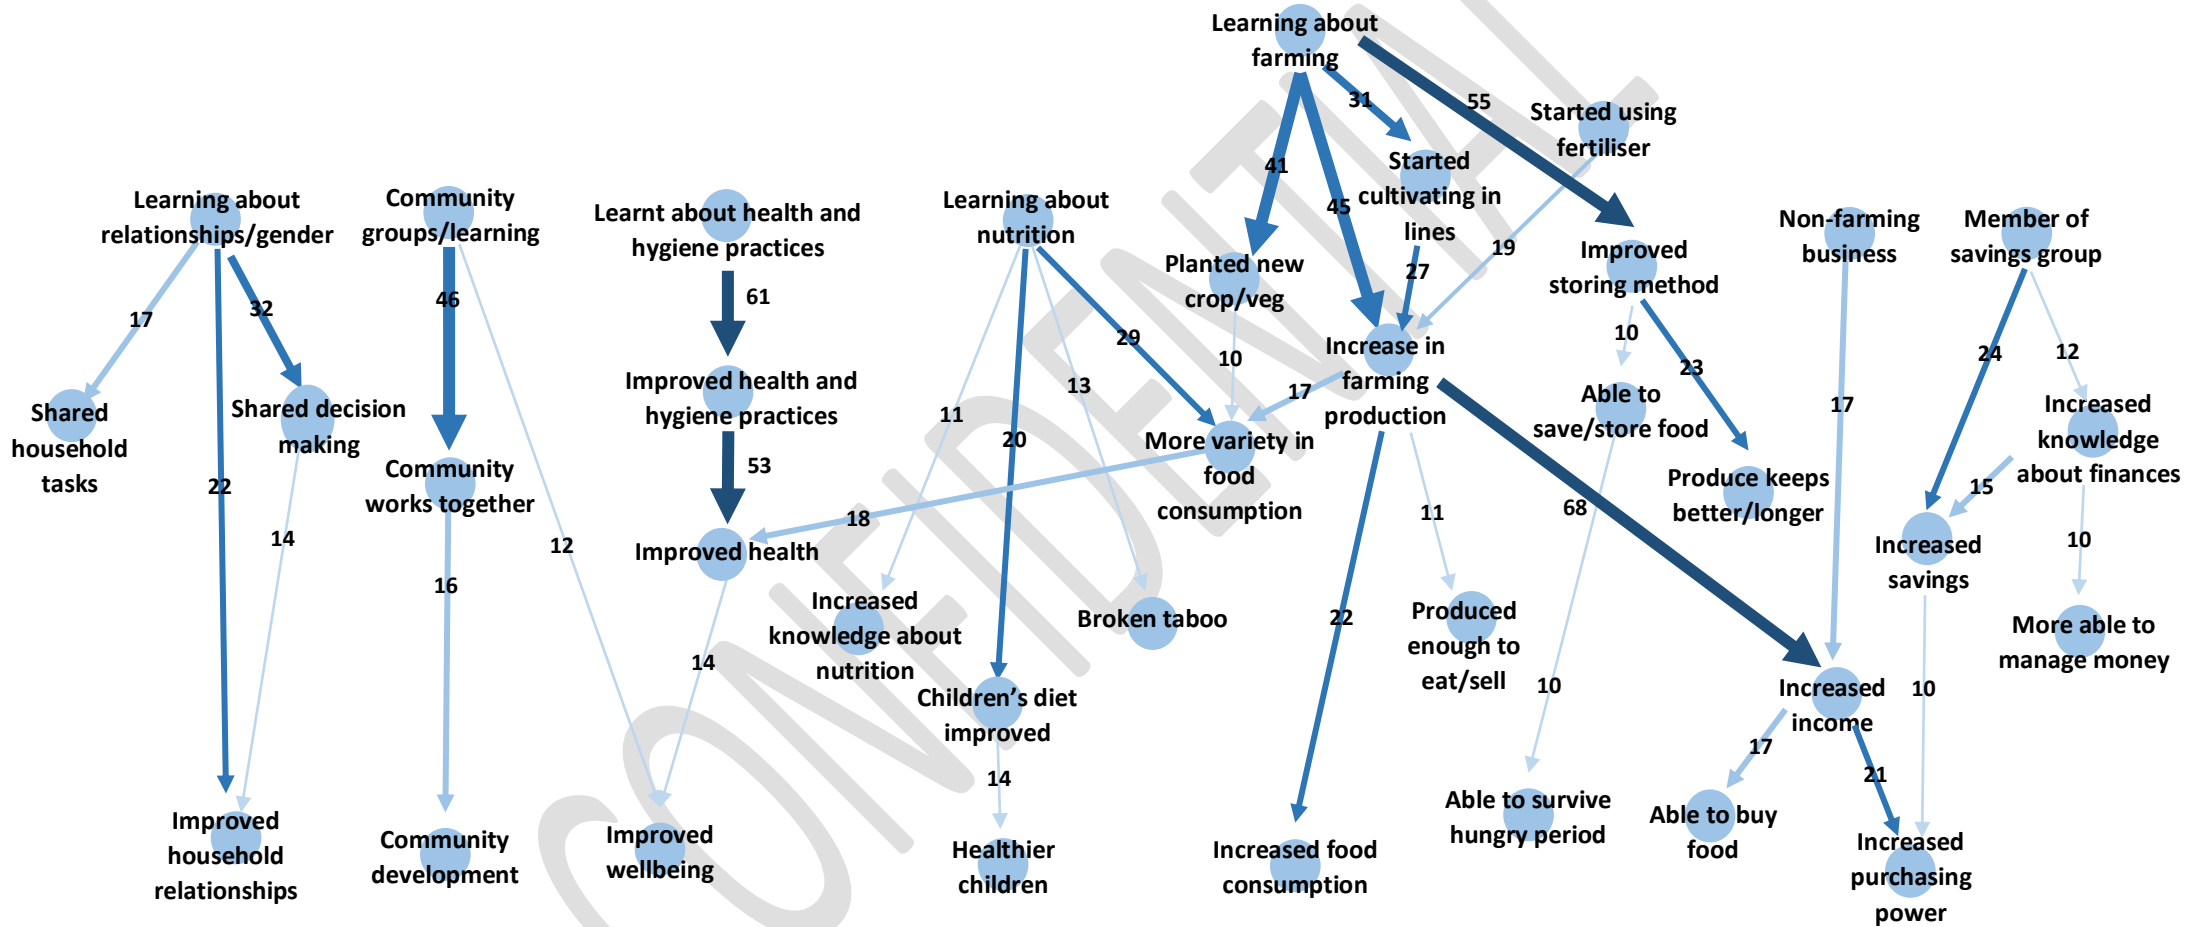 Learning about
farming
31
55
Started using
fertiliser
41
45
Started
cultivating in
lines
19
27
Learning about
relationships/gender
Community
groups/learning
Learnt about health and
hygiene practices
Learning about
nutrition
Planted new
crop/veg
Improved
storing method
Non-farming
business
Member of
savings group
17
32
46
61
29
10
Increase in
farming
production
10
23
24
12
11
13
17
17
Shared
household
tasks
Shared decision
making
Improved health and
hygiene practices
20
More variety in
food
consumption
Able to
save/store food
Produce keeps
better/longer
Increased
knowledge
about finances
22
14
Community
works together
53
18
11
68
15
10
16
12
Improved health
Increased
savings
Increased
knowledge about
nutrition
Broken taboo
22
Produced
enough to
eat/sell
More able to
manage money
14
Children's diet
improved
10
Increased
income
10
14
17
21
Improved
household
relationships
Community
development
Improved
wellbeing
Healthier
children
Increased food
consumption
Able to survive
hungry period
Able to buy
food
Increased
purchasing
power
CONFIDENTIAL